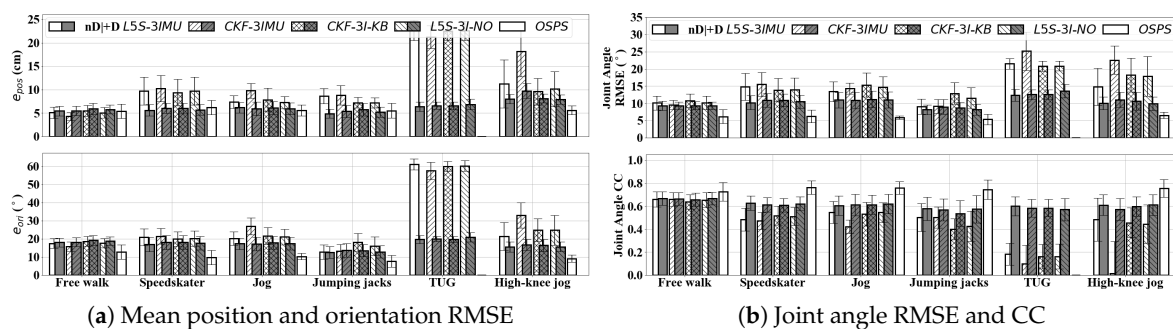 nD|+D L5S-3IMU CKF-3IMU CKF-3I-KB L5S-3I-NO OSPS
e_pos (cm)
25
20
15
10
5
0
e_ori (°)
60
50
40
30
20
10
0
Free walk Speedskater Jog Jumping jacks TUG High-knee jog
(a) Mean position and orientation RMSE
nD|+D L5S-3IMU CKF-3IMU CKF-3I-KB L5S-3I-NO OSPS
Joint Angle
RMSE (°)
35
30
25
20
15
10
5
0
Joint Angle CC
1.0
0.8
0.6
0.4
0.2
0.0
Free walk Speedskater Jog Jumping jacks TUG High-knee jog
(b) Joint angle RMSE and CC